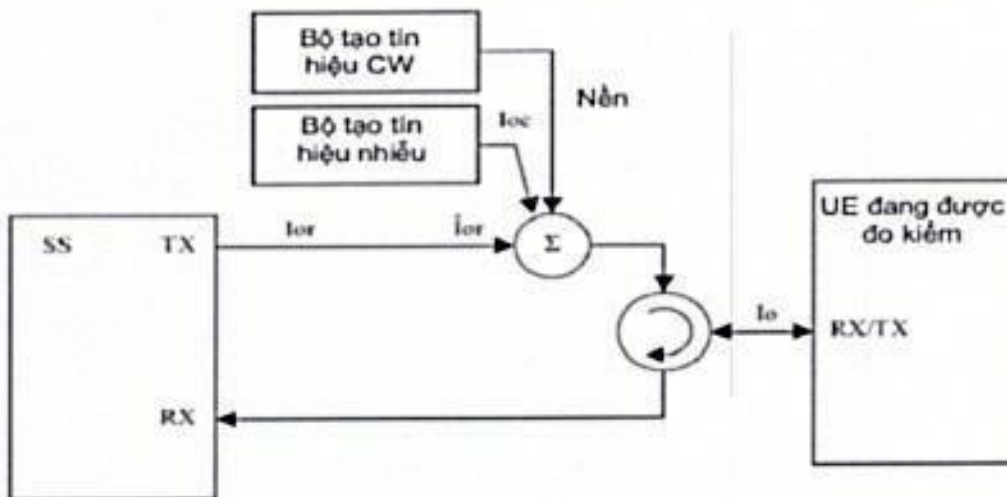 Bộ tạo tín
hiệu CW
Nền
Bộ tạo tín
hiệu nhiễu
Ioc
SS
TX
Ior
Îor
Σ
UE đang được
đo kiểm
Io
RX/TX
RX